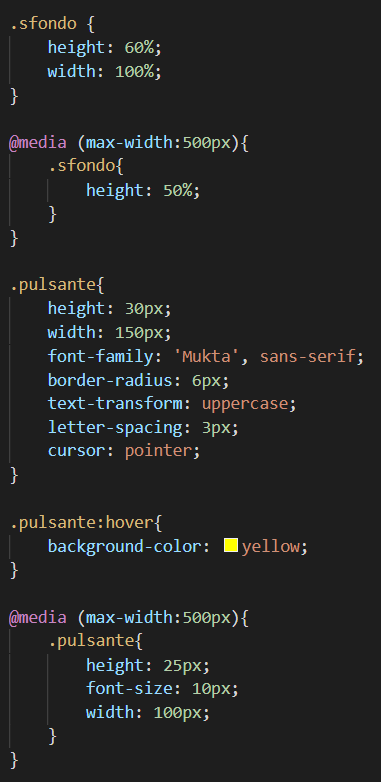 .sfondo {
    height: 60%;
    width: 100%;
}

@media (max-width:500px){
    .sfondo{
        height: 50%;
    }
}

.pulsante{
    height: 30px;
    width: 150px;
    font-family: 'Mukta', sans-serif;
    border-radius: 6px;
    text-transform: uppercase;
    letter-spacing: 3px;
    cursor: pointer;
}

.pulsante:hover{
    background-color: yellow;
}

@media (max-width:500px){
    .pulsante{
        height: 25px;
        font-size: 10px;
        width: 100px;
    }
}